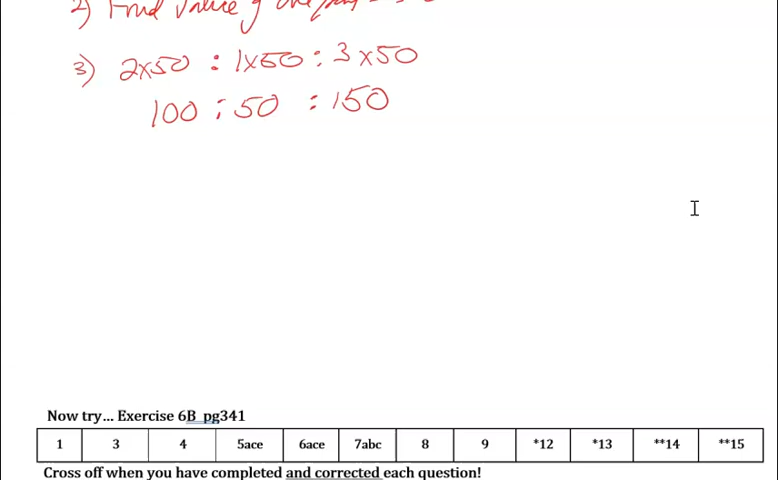 2) Find value of one part =
3) 2x50 : 1x50 : 3x50
100 : 50 : 150
Now try... Exercise 6B pg341
1 3 4 5ace 6ace 7abc 8 9 *12 *13 **14 **15
Cross off when you have completed and corrected each question!